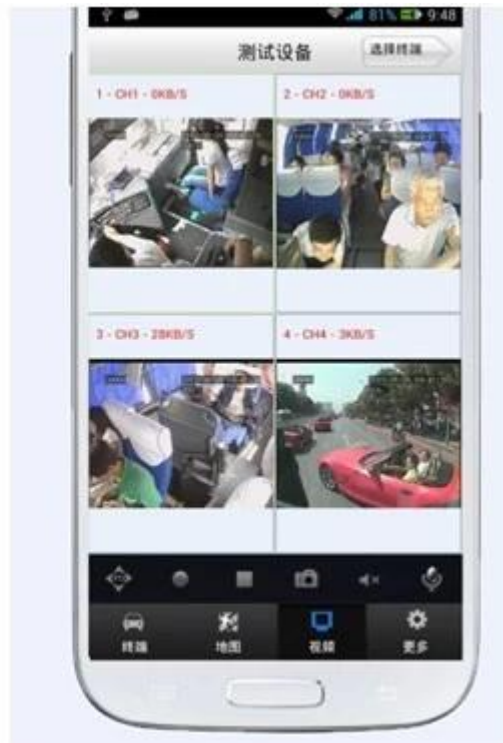 81% 9:48
测试设备
选择终端
1 - CH1 - 0KB/S
2 - CH2 - 0KB/S
3 - CH3 - 28KB/S
4 - CH4 - 3KB/S
终端
地图
视频
更多